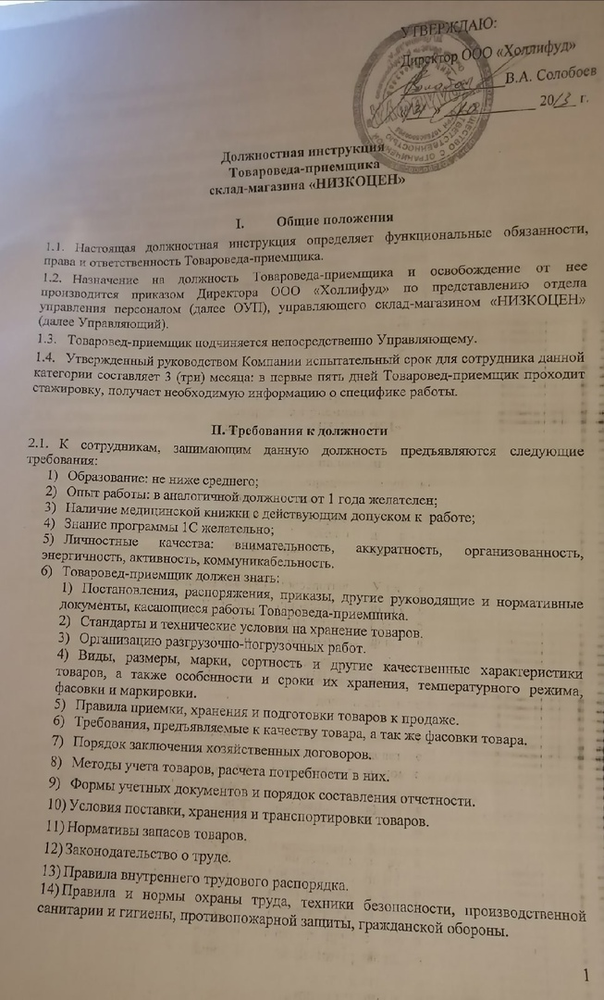 УТВЕРЖДАЮ:
Директор ООО «Холлифуд»
В.А. Солобоев
2013 г.
Должностная инструкция
Товароведа-приемщика
склад-магазина «НИЗКОЦЕН»
I. Общие положения
1.1. Настоящая должностная инструкция определяет функциональные обязанности,
права и ответственность Товароведа-приемщика.
1.2. Назначение на должность Товароведа-приемщика и освобождение от нее
производится приказом Директора ООО «Холлифуд» по представлению отдела
управления персоналом (далее ОУП), управляющего склад-магазином «НИЗКОЦЕН»
(далее Управляющий).
1.3. Товаровед-приемщик подчиняется непосредственно Управляющему.
1.4. Утвержденный руководством Компании испытательный срок для сотрудника данной
категории составляет 3 (три) месяца: в первые пять дней Товаровед-приемщик проходит
стажировку, получает необходимую информацию о специфике работы.
II. Требования к должности
2.1. К сотрудникам, занимающим данную должность предъявляются следующие
требования:
1) Образование: не ниже среднего;
2) Опыт работы: в аналогичной должности от 1 года желателен;
3) Наличие медицинской книжки с действующим допуском к работе;
4) Знание программы 1С желательно;
5) Личностные качества: внимательность, аккуратность, организованность,
энергичность, активность, коммуникабельность.
6) Товаровед-приемщик должен знать:
1) Постановления, распоряжения, приказы, другие руководящие и нормативные
документы, касающиеся работы Товароведа-приемщика.
2) Стандарты и технические условия на хранение товаров.
3) Организацию разгрузочно-погрузочных работ.
4) Виды, размеры, марки, сортность и другие качественные характеристики
товаров, а также особенности и сроки их хранения, температурного режима,
фасовки и маркировки.
5) Правила приемки, хранения и подготовки товаров к продаже.
6) Требования, предъявляемые к качеству товара, а так же фасовки товара.
7) Порядок заключения хозяйственных договоров.
8) Методы учета товаров, расчета потребности в них.
9) Формы учетных документов и порядок составления отчетности.
10) Условия поставки, хранения и транспортировки товаров.
11) Нормативы запасов товаров.
12) Законодательство о труде.
13) Правила внутреннего трудового распорядка.
14) Правила и нормы охраны труда, техники безопасности, производственной
санитарии и гигиены, противопожарной защиты, гражданской обороны.
1